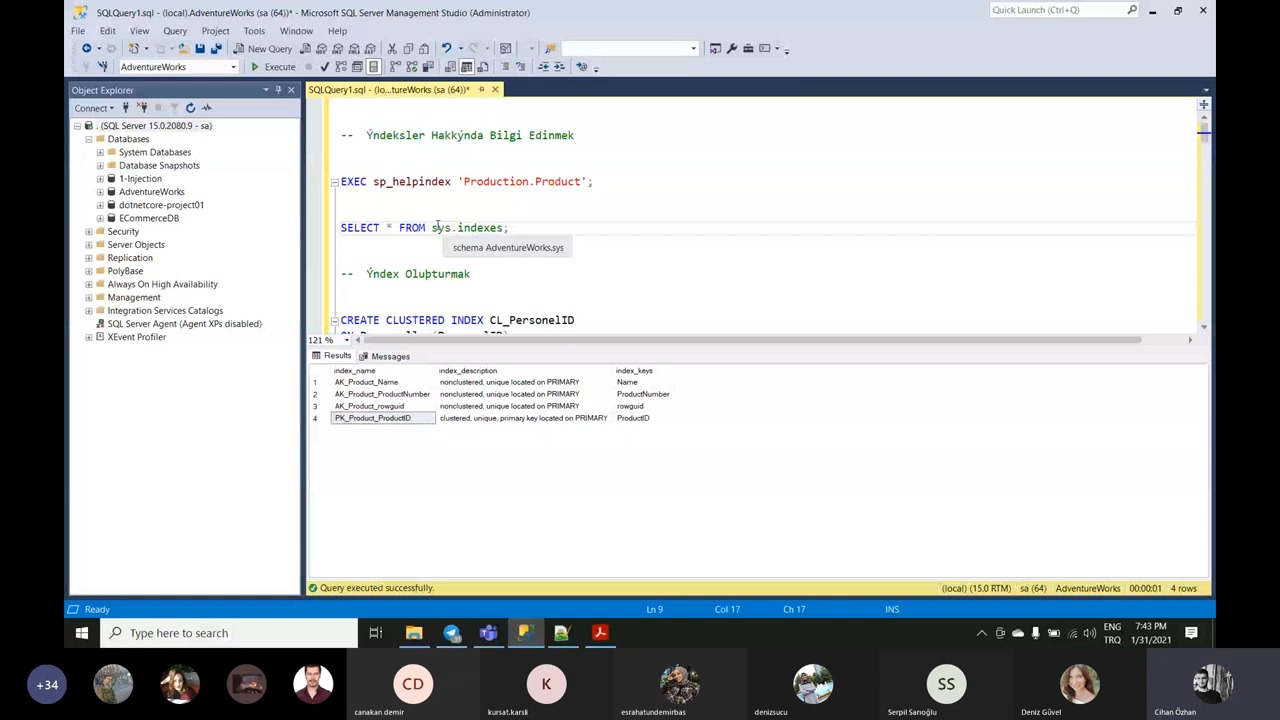 SQLQuery1.sql - (local).AdventureWorks (sa (64))* - Microsoft SQL Server Management Studio (Administrator)
Quick Launch (Ctrl+Q)
File Edit View Query Project Tools Window Help
New Query
AdventureWorks
Execute
Object Explorer
SQLQuery1.sql - (lo...tureWorks (sa (64))*
Connect
. (SQL Server 15.0.2080.9 - sa)
Databases
System Databases
Database Snapshots
1-Injection
AdventureWorks
dotnetcore-project01
ECommerceDB
Security
Server Objects
Replication
PolyBase
Always On High Availability
Management
Integration Services Catalogs
SQL Server Agent (Agent XPs disabled)
XEvent Profiler
-- Ýndeksler Hakkýnda Bilgi Edinmek
EXEC sp_helpindex 'Production.Product';
SELECT * FROM sys.indexes;
schema AdventureWorks.sys
-- Ýndex Oluþturmak
CREATE CLUSTERED INDEX CL_PersonelID
121 %
Results Messages
index_name index_description index_keys
1 AK_Product_Name nonclustered, unique located on PRIMARY Name
2 AK_Product_ProductNumber nonclustered, unique located on PRIMARY ProductNumber
3 AK_Product_rowguid nonclustered, unique located on PRIMARY rowguid
4 PK_Product_ProductID clustered, unique, primary key located on PRIMARY ProductID
Query executed successfully.
(local) (15.0 RTM) sa (64) AdventureWorks 00:00:01 4 rows
Ready
Ln 9 Col 17 Ch 17 INS
Type here to search
ENG
TRQ
7:43 PM
1/31/2021
+34
CD
K
SS
canakan demir
kursat.karsli
esrahatundemirbas
denizsucu
Serpil Sarıoğlu
Deniz Güvel
Cihan Özhan